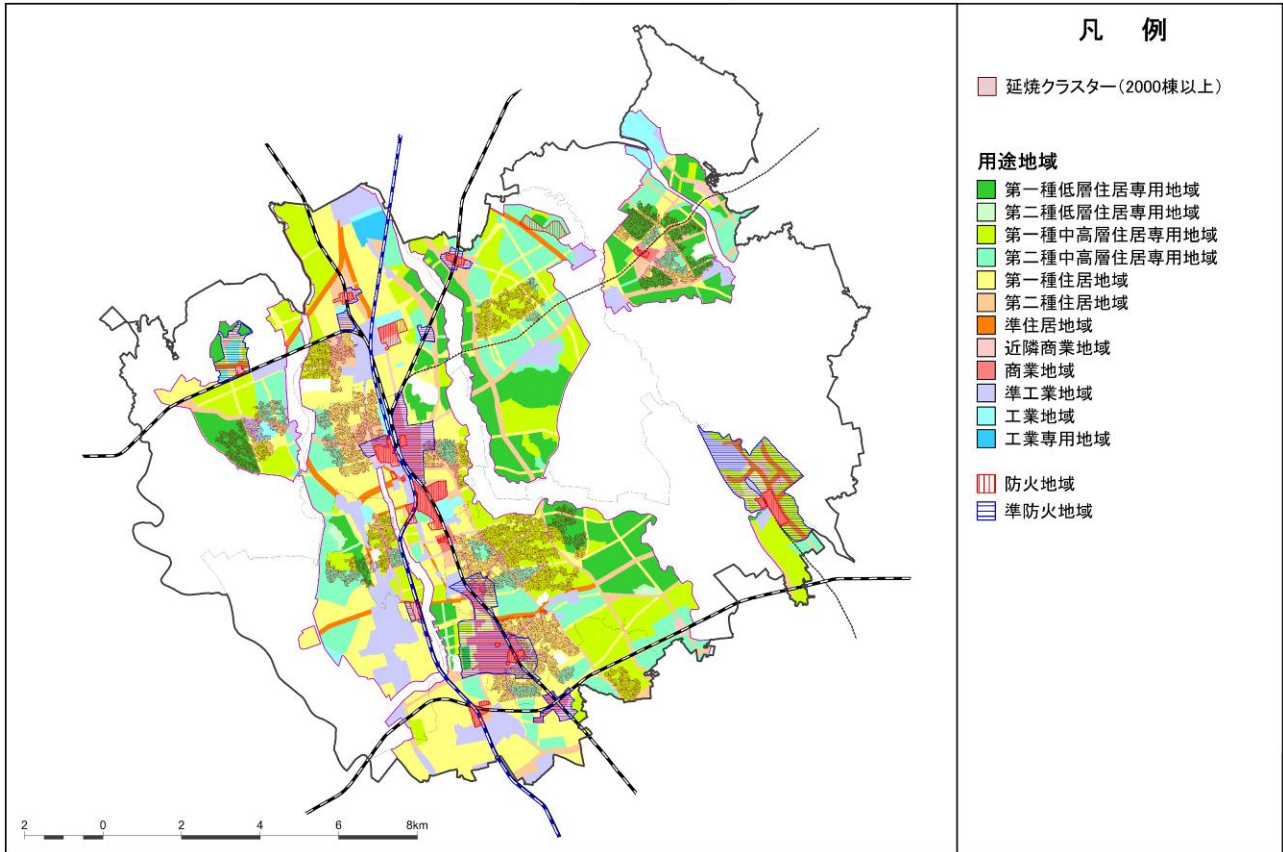 凡 例
延焼クラスター(2000棟以上)
用途地域
第一種低層住居専用地域
第二種低層住居専用地域
第一種中高層住居専用地域
第二種中高層住居専用地域
第一種住居地域
第二種住居地域
準住居地域
近隣商業地域
商業地域
準工業地域
工業地域
工業専用地域
防火地域
準防火地域
2 0 2 4 6 8km